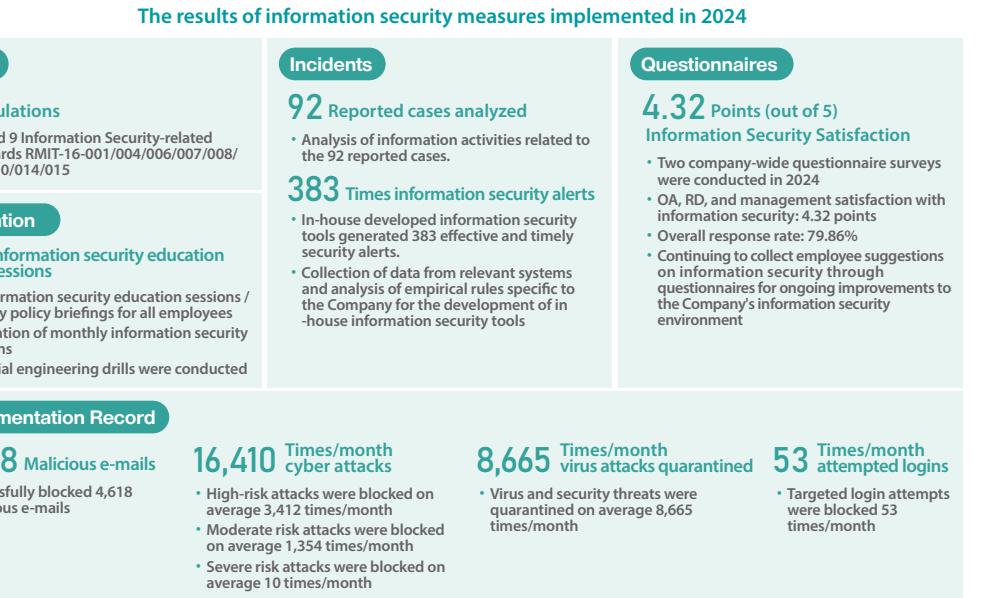 The results of information security measures implemented in 2024
ulations
d 9 Information Security-related
rds RMIT-16-001/004/006/007/008/
0/014/015
tion
nformation security education
essions
rmation security education sessions /
y policy briefings for all employees
ation of monthly information security
ns
ial engineering drills were conducted
Incidents
92 Reported cases analyzed
• Analysis of information activities related to
the 92 reported cases.
383 Times information security alerts
• In-house developed information security
tools generated 383 effective and timely
security alerts.
• Collection of data from relevant systems
and analysis of empirical rules specific to
the Company for the development of in
-house information security tools
Questionnaires
4.32 Points (out of 5)
Information Security Satisfaction
• Two company-wide questionnaire surveys
were conducted in 2024
• OA, RD, and management satisfaction with
information security: 4.32 points
• Overall response rate: 79.86%
• Continuing to collect employee suggestions
on information security through
questionnaires for ongoing improvements to
the Company's information security
environment
mentation Record
8 Malicious e-mails
sfully blocked 4,618
ous e-mails
16,410 Times/month
cyber attacks
• High-risk attacks were blocked on
average 3,412 times/month
• Moderate risk attacks were blocked
on average 1,354 times/month
• Severe risk attacks were blocked on
average 10 times/month
8,665 Times/month
virus attacks quarantined
• Virus and security threats were
quarantined on average 8,665
times/month
53 Times/month
attempted logins
• Targeted login attempts
were blocked 53
times/month